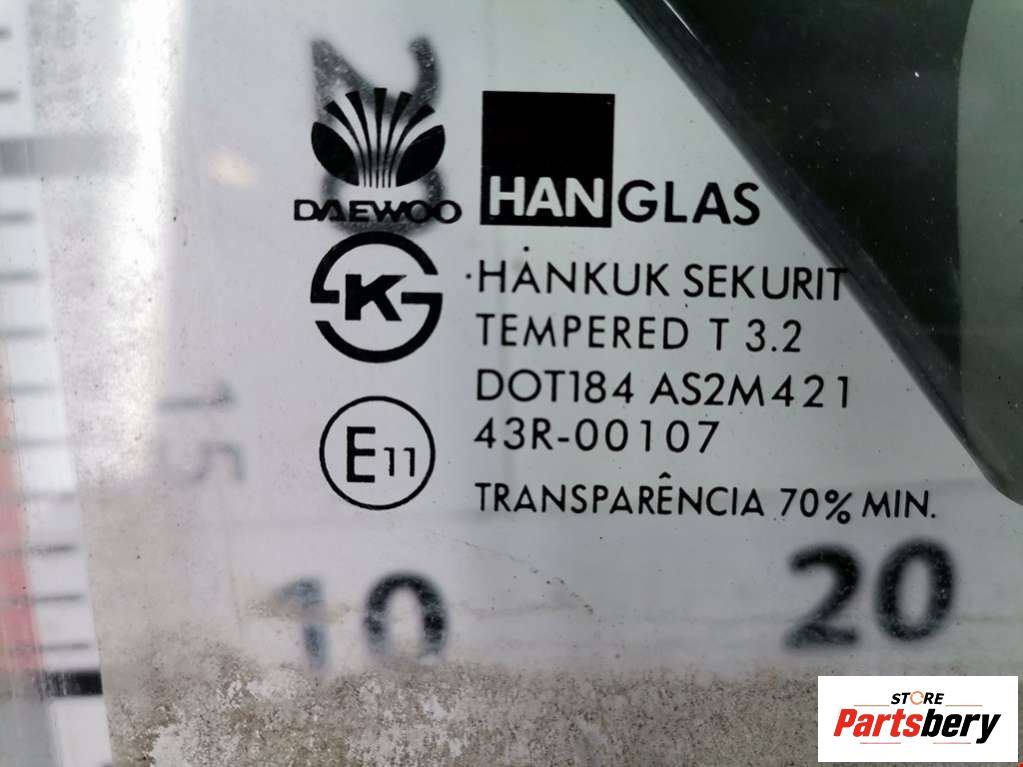 DAEWOO
HANGLAS
K
HANKUK SEKURIT
TEMPERED T 3.2
DOT184 AS2M421
E11
43R-00107
TRANSPARÊNCIA 70% MIN.
15
10
20
STORE
Partsbery